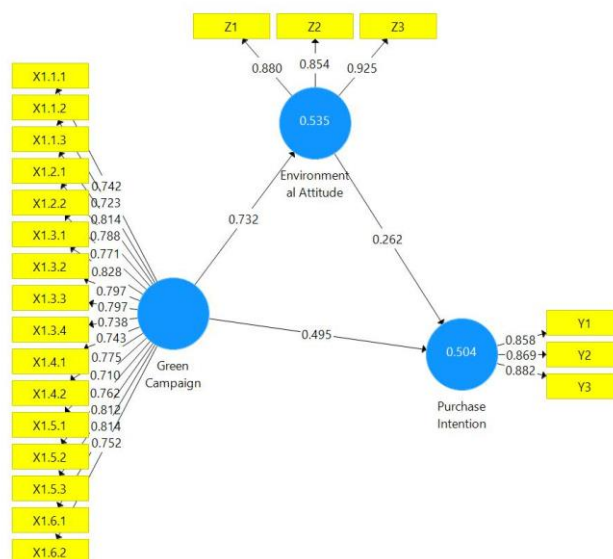 Z1
Z2
Z3
0.880
0.854
0.925
X1.1.1
X1.1.2
X1.1.3
X1.2.1
X1.2.2
X1.3.1
X1.3.2
X1.3.3
X1.3.4
X1.4.1
X1.4.2
X1.5.1
X1.5.2
X1.5.3
X1.6.1
X1.6.2
0.742
0.723
0.814
0.788
0.771
0.828
0.797
0.797
0.738
0.743
0.775
0.710
0.762
0.812
0.814
0.752
0.535
Environment
al Attitude
0.732
0.262
Green
Campaign
0.495
0.504
Purchase
Intention
0.858
0.869
0.882
Y1
Y2
Y3